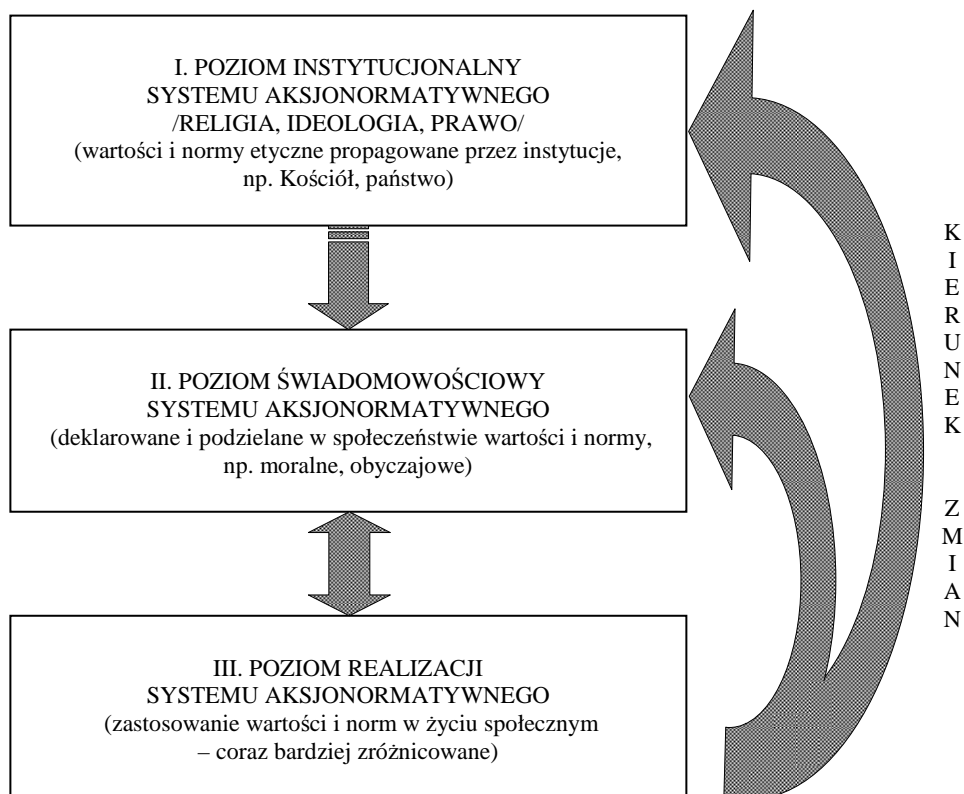 I. POZIOM INSTYTUCJONALNY
SYSTEMU AKSJONORMATYWNEGO
/RELIGIA, IDEOLOGIA, PRAWO/
(wartości i normy etyczne propagowane przez instytucje,
np. Kościół, państwo)
II. POZIOM ŚWIADOMOWOŚCIOWY
SYSTEMU AKSJONORMATYWNEGO
(deklarowane i podzielane w społeczeństwie wartości i normy,
np. moralne, obyczajowe)
III. POZIOM REALIZACJI
SYSTEMU AKSJONORMATYWNEGO
(zastosowanie wartości i norm w życiu społecznym
– coraz bardziej zróżnicowane)
KIERUNEK ZMIAN